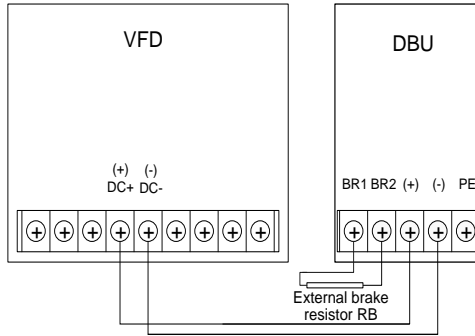 VFD
DBU
(+) (-)
DC+ DC-
BR1 BR2 (+) (-) PE
External brake
resistor RB